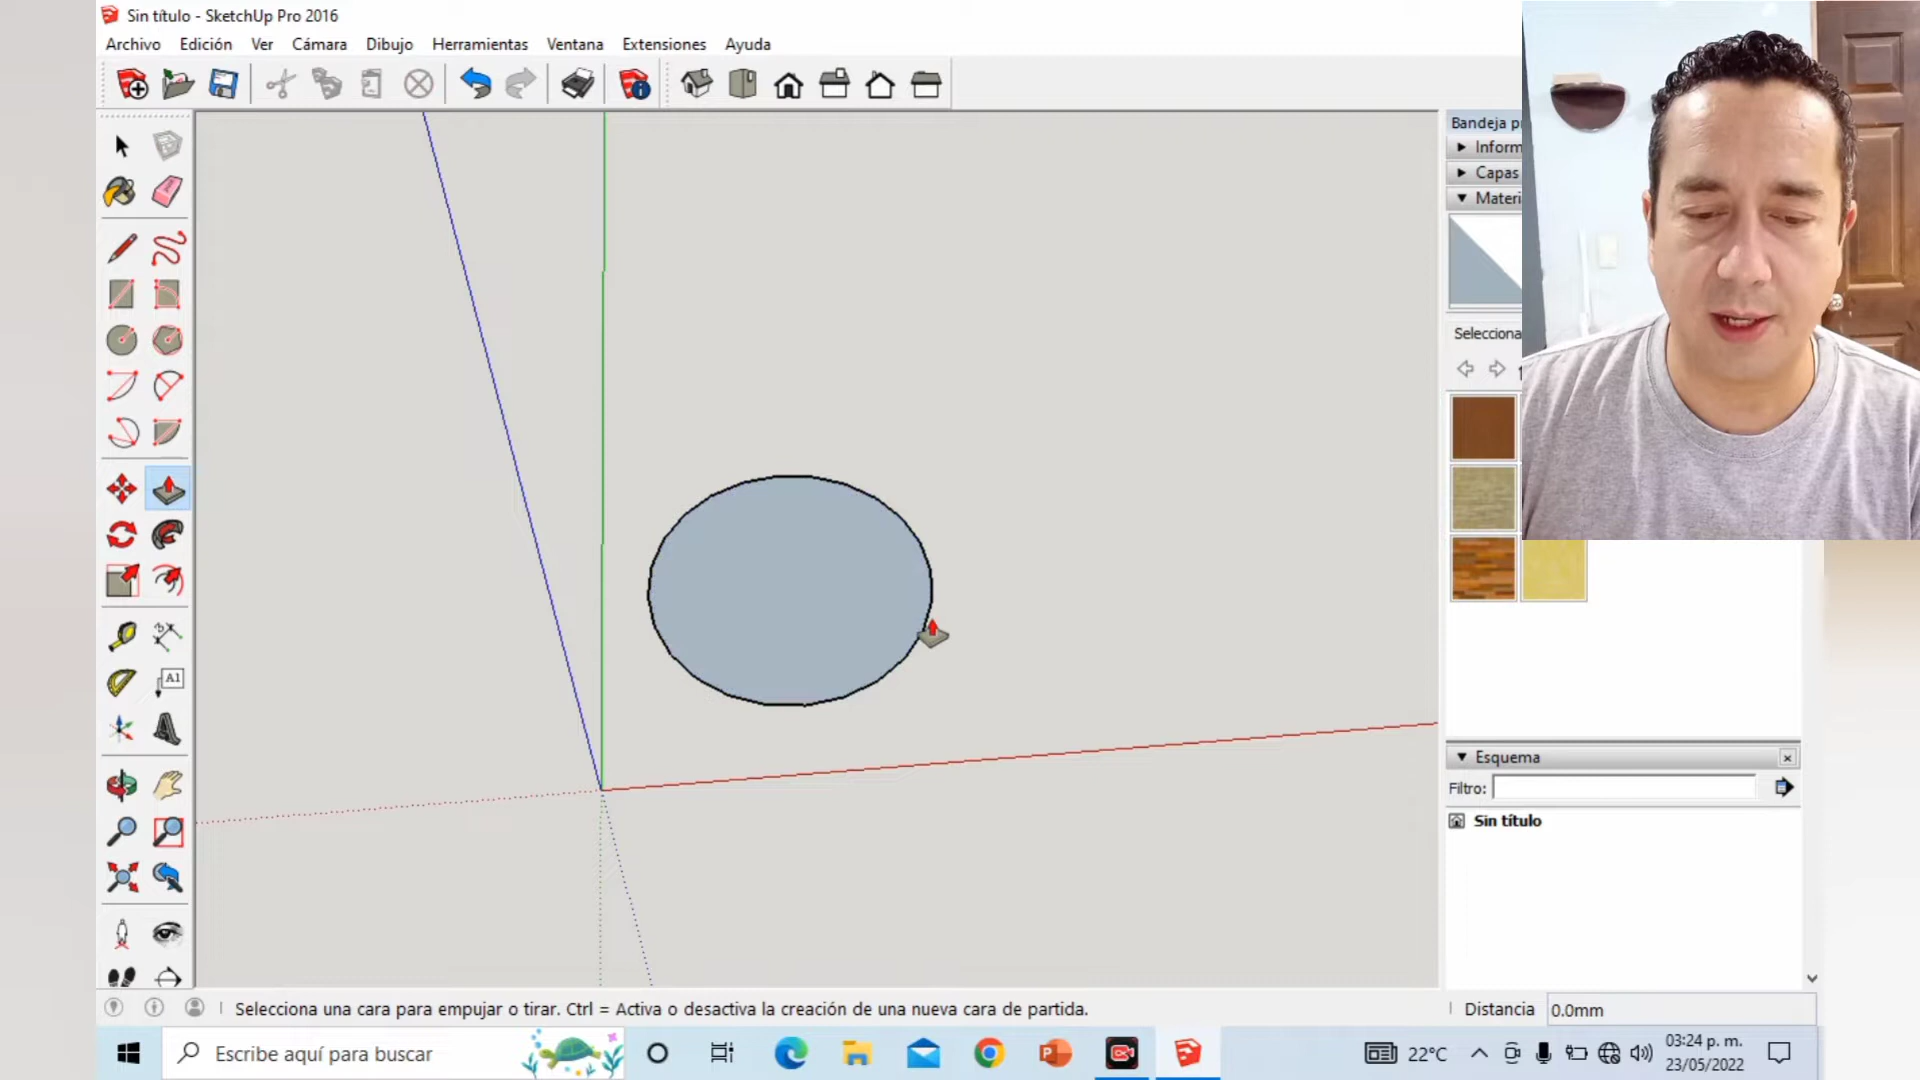 Sin título - SketchUp Pro 2016
Archivo Edición Ver Cámara Dibujo Herramientas Ventana Extensiones Ayuda
Bandeja
Capas
Selecciona
A1
Esquema
Filtro:
Sin título
Selecciona una cara para empujar o tirar. Ctrl = Activa o desactiva la creación de una nueva cara de partida.
Distancia 0.0mm
Escribe aquí para buscar
22°C
03:24 p. m.
23/05/2022